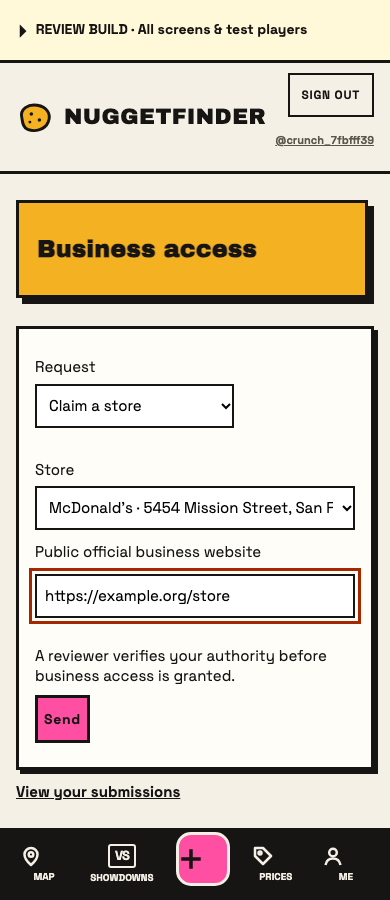 REVIEW BUILD · All screens & test players
SIGN OUT
NUGGETFINDER
@crunch_7fbfff39
Business access
Request
Claim a store
Store
McDonald's · 5454 Mission Street, San F
Public official business website
https://example.org/store
A reviewer verifies your authority before
business access is granted.
Send
View your submissions
VS
MAP
SHOWDOWNS
PRICES
ME